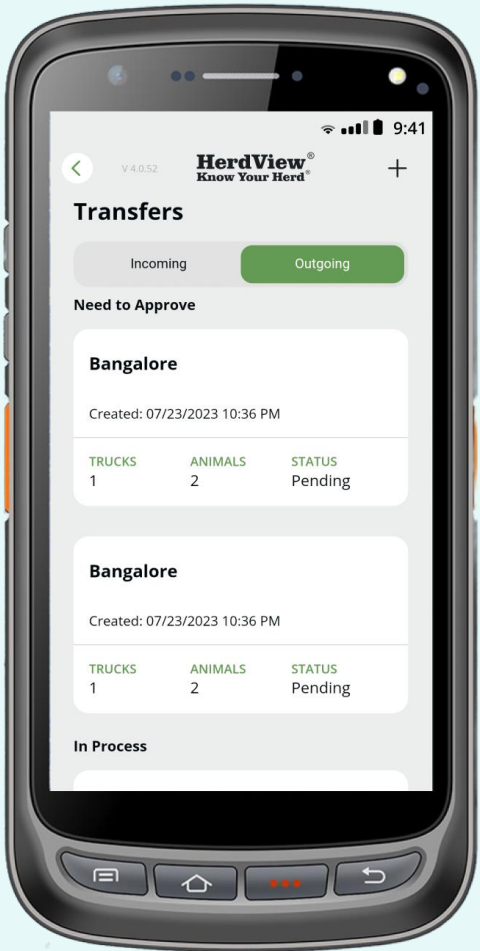 9:41
V 4.0.52
HerdView®
Know Your Herd®
+
Transfers
Incoming Outgoing
Need to Approve
Bangalore
Created: 07/23/2023 10:36 PM
TRUCKS ANIMALS STATUS
1 2 Pending
Bangalore
Created: 07/23/2023 10:36 PM
TRUCKS ANIMALS STATUS
1 2 Pending
In Process